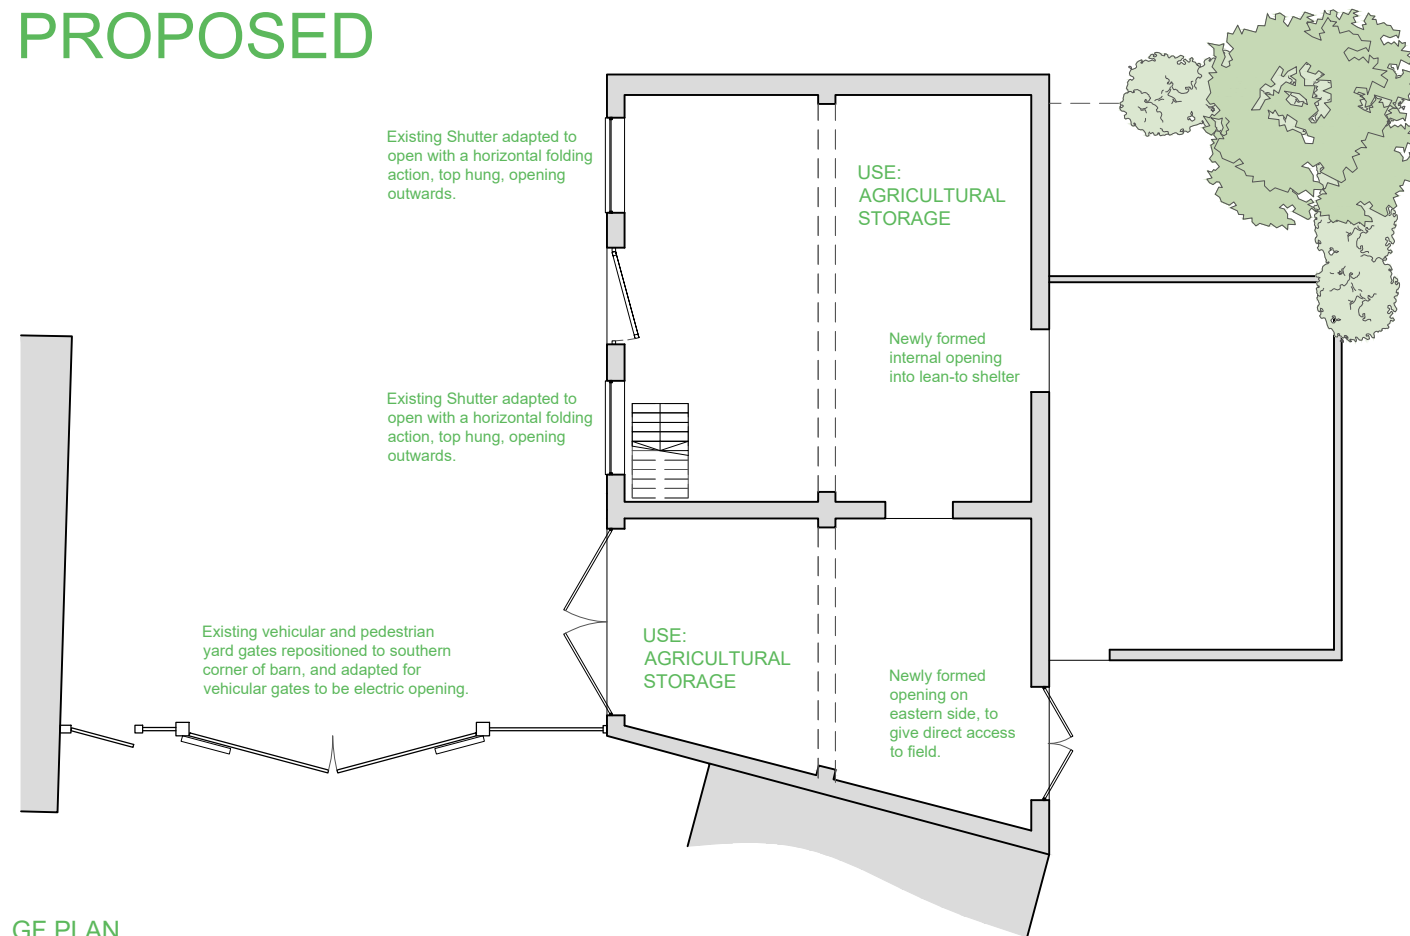 PROPOSED
Existing Shutter adapted to
open with a horizontal folding
action, top hung, opening
outwards.
USE:
AGRICULTURAL
STORAGE
Newly formed
internal opening
into lean-to shelter
Existing Shutter adapted to
open with a horizontal folding
action, top hung, opening
outwards.
Existing vehicular and pedestrian
yard gates repositioned to southern
corner of barn, and adapted for
vehicular gates to be electric opening.
USE:
AGRICULTURAL
STORAGE
Newly formed
opening on
eastern side, to
give direct access
to field.
GE PLAN